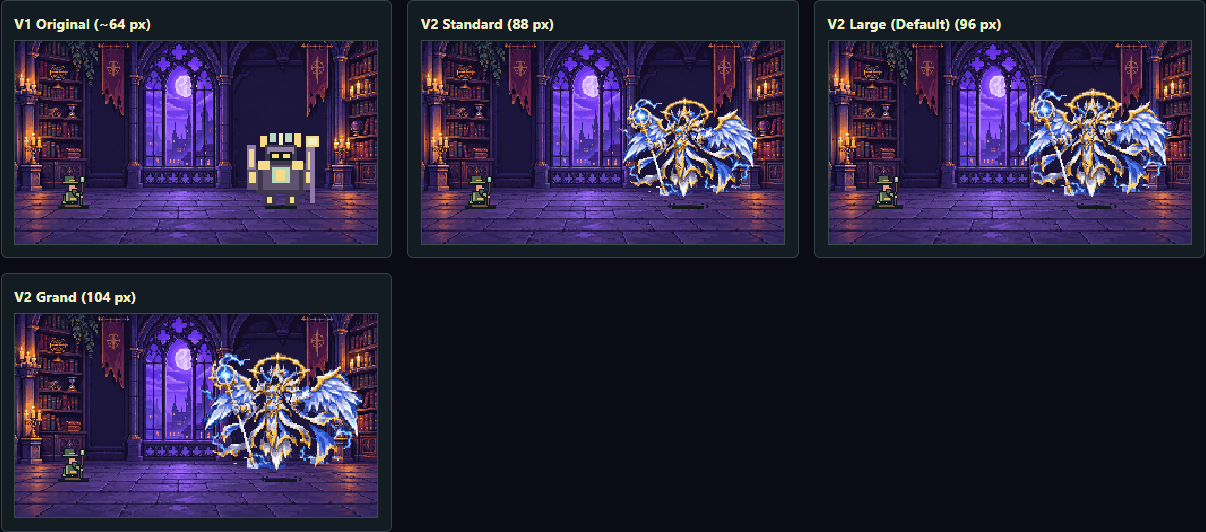 V1 Original (~64 px)
V2 Standard (88 px)
V2 Large (Default) (96 px)
V2 Grand (104 px)